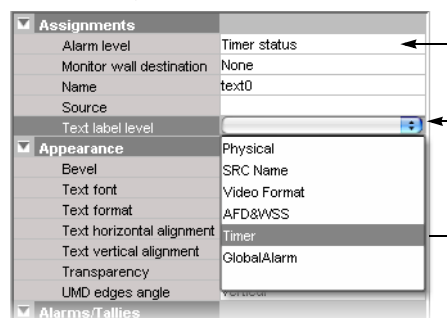 Assignments
Alarm level Timer status
Monitor wall destination None
Name text0
Source
Text label level
Appearance Physical
Bevel SRC Name
Text font Video Format
Text format AFD&WSS
Text horizontal alignment Timer
Text vertical alignment GlobalAlarm
Transparency
UMD edges angle
Alarms/Tallies